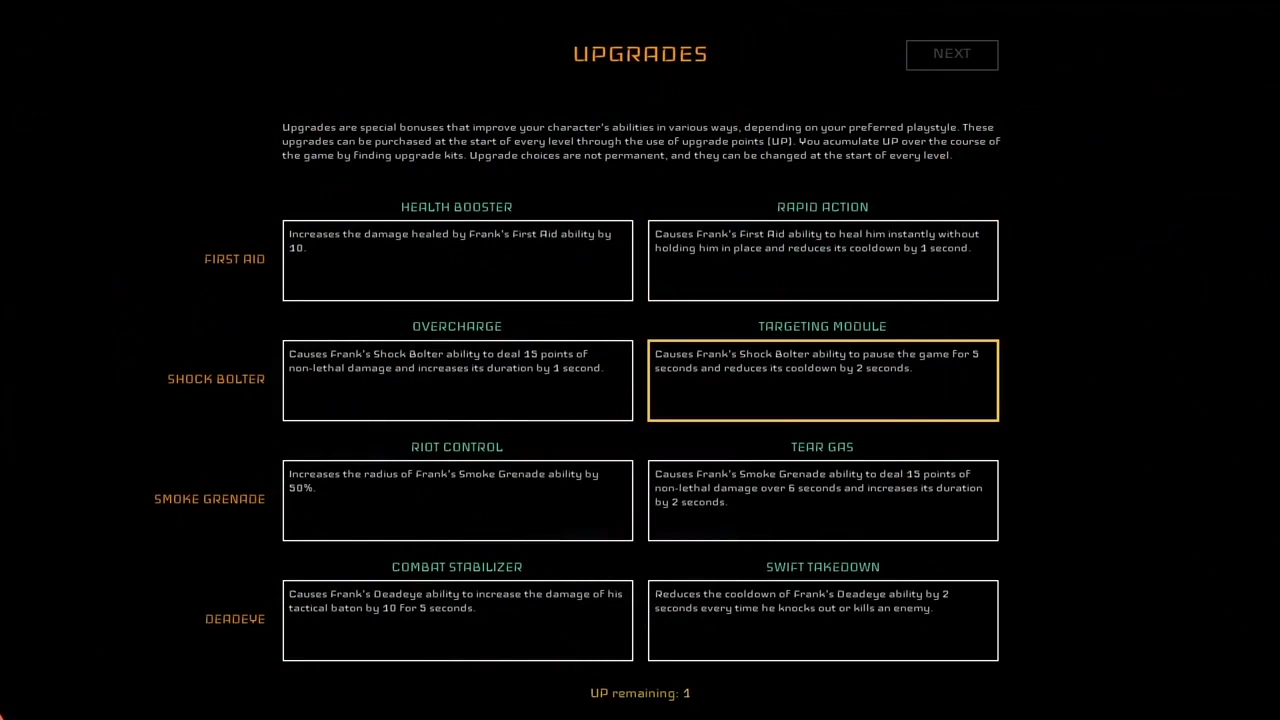 UPGRADES
NEXT
Upgrades are special bonuses that improve your character's abilities in various ways, depending on your preferred playstyle. These
upgrades can be purchased at the start of every level through the use of upgrade points (UP). You acumulate UP over the course of
the game by finding upgrade kits. Upgrade choices are not permanent, and they can be changed at the start of every level.
HEALTH BOOSTER
RAPID ACTION
FIRST AID
Increases the damage healed by Frank's First Aid ability by
10.
Causes Frank's First Aid ability to heal him instantly without
holding him in place and reduces its cooldown by 1 second.
OVERCHARGE
TARGETING MODULE
SHOCK BOLTER
Causes Frank's Shock Bolter ability to deal 15 points of
non-lethal damage and increases its duration by 1 second.
Causes Frank's Shock Bolter ability to pause the game for 5
seconds and reduces its cooldown by 2 seconds.
RIOT CONTROL
TEAR GAS
SMOKE GRENADE
Increases the radius of Frank's Smoke Grenade ability by
50%.
Causes Frank's Smoke Grenade ability to deal 15 points of
non-lethal damage over 6 seconds and increases its duration
by 2 seconds.
COMBAT STABILIZER
SWIFT TAKEDOWN
DEADEYE
Causes Frank's Deadeye ability to increase the damage of his
tactical baton by 10 for 5 seconds.
Reduces the cooldown of Frank's Deadeye ability by 2
seconds every time he knocks out or kills an enemy.
UP remaining: 1